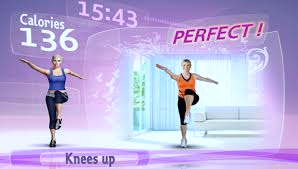 15:43
Calories
136
PERFECT !
Knees up